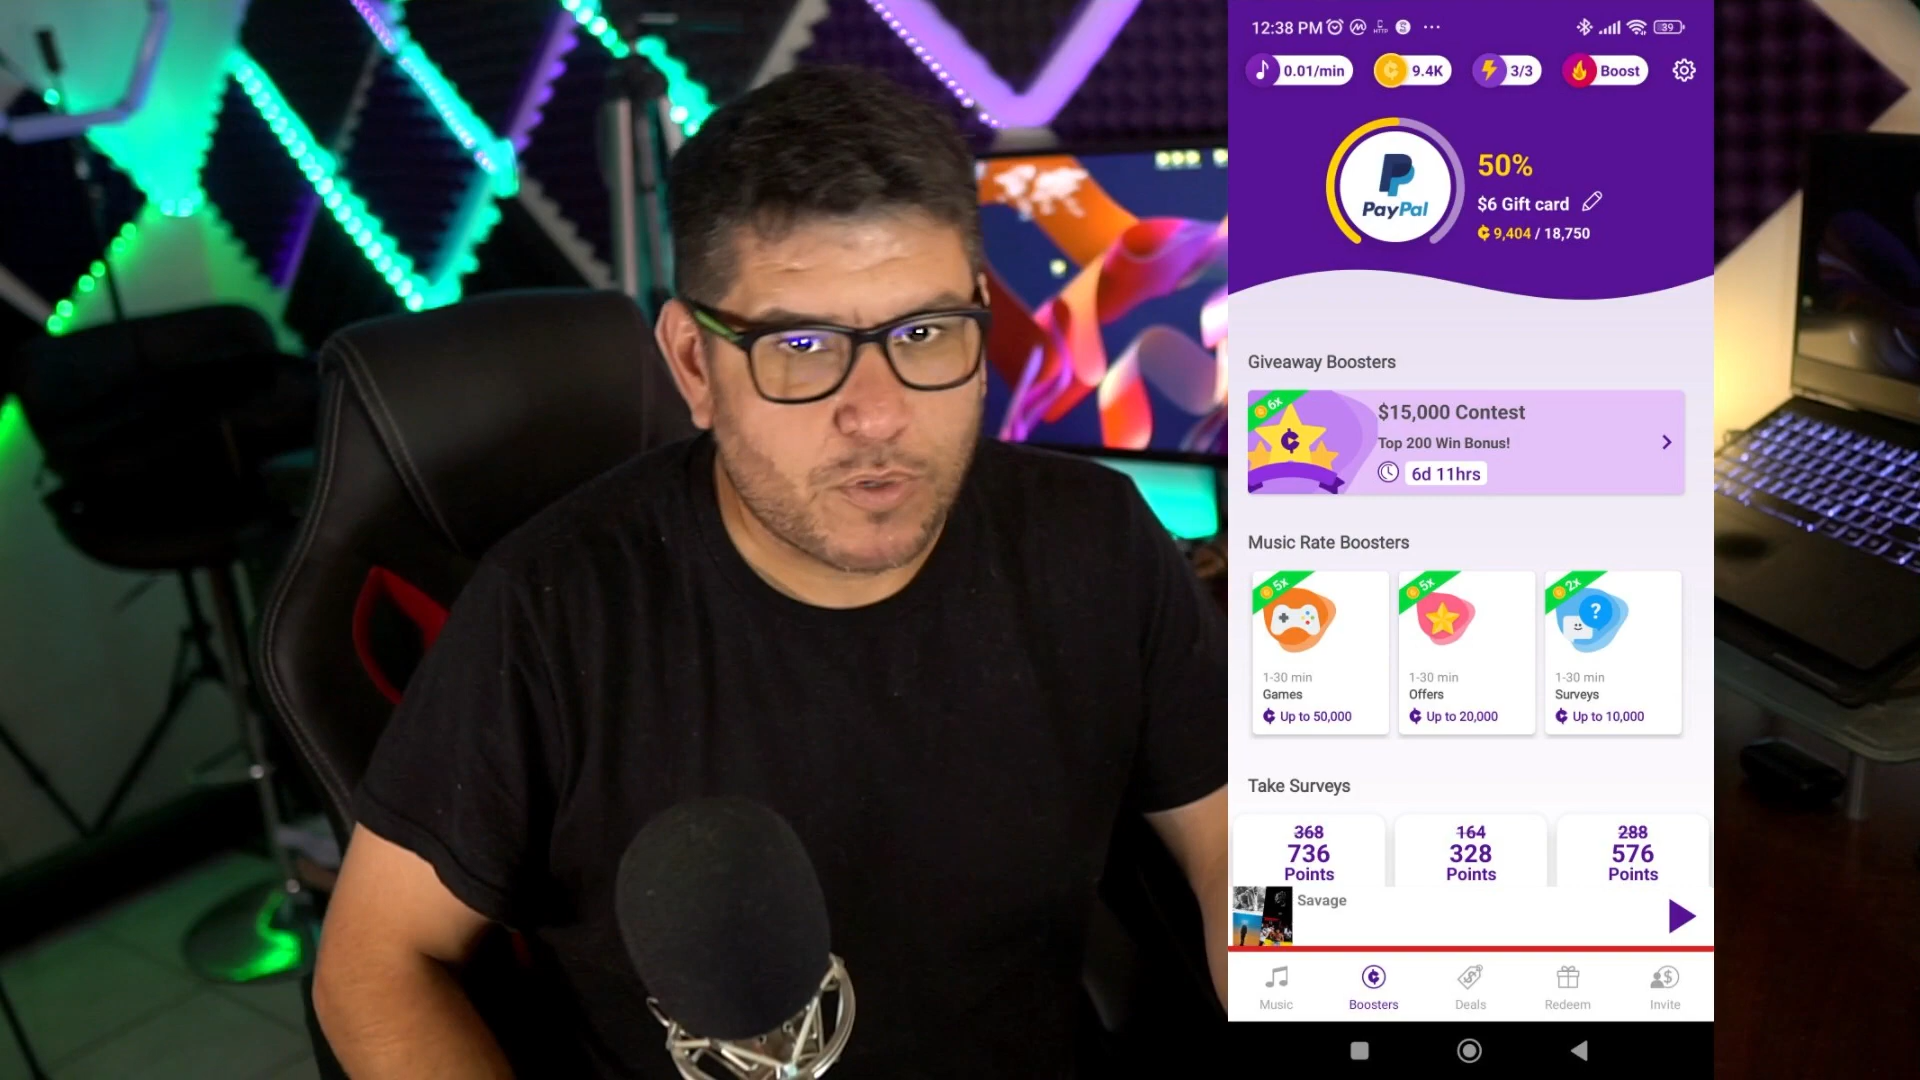 12:38 PM
39
0.01/min
9.4K
3/3
Boost
PayPal
50%
$6 Gift card
9,404 / 18,750
Giveaway Boosters
6x
$15,000 Contest
Top 200 Win Bonus!
6d 11hrs
Music Rate Boosters
5x
5x
2x
1-30 min
1-30 min
1-30 min
Games
Offers
Surveys
Up to 50,000
Up to 20,000
Up to 10,000
Take Surveys
368
164
288
736
328
576
Points
Points
Points
Savage
Music
Boosters
Deals
Redeem
Invite